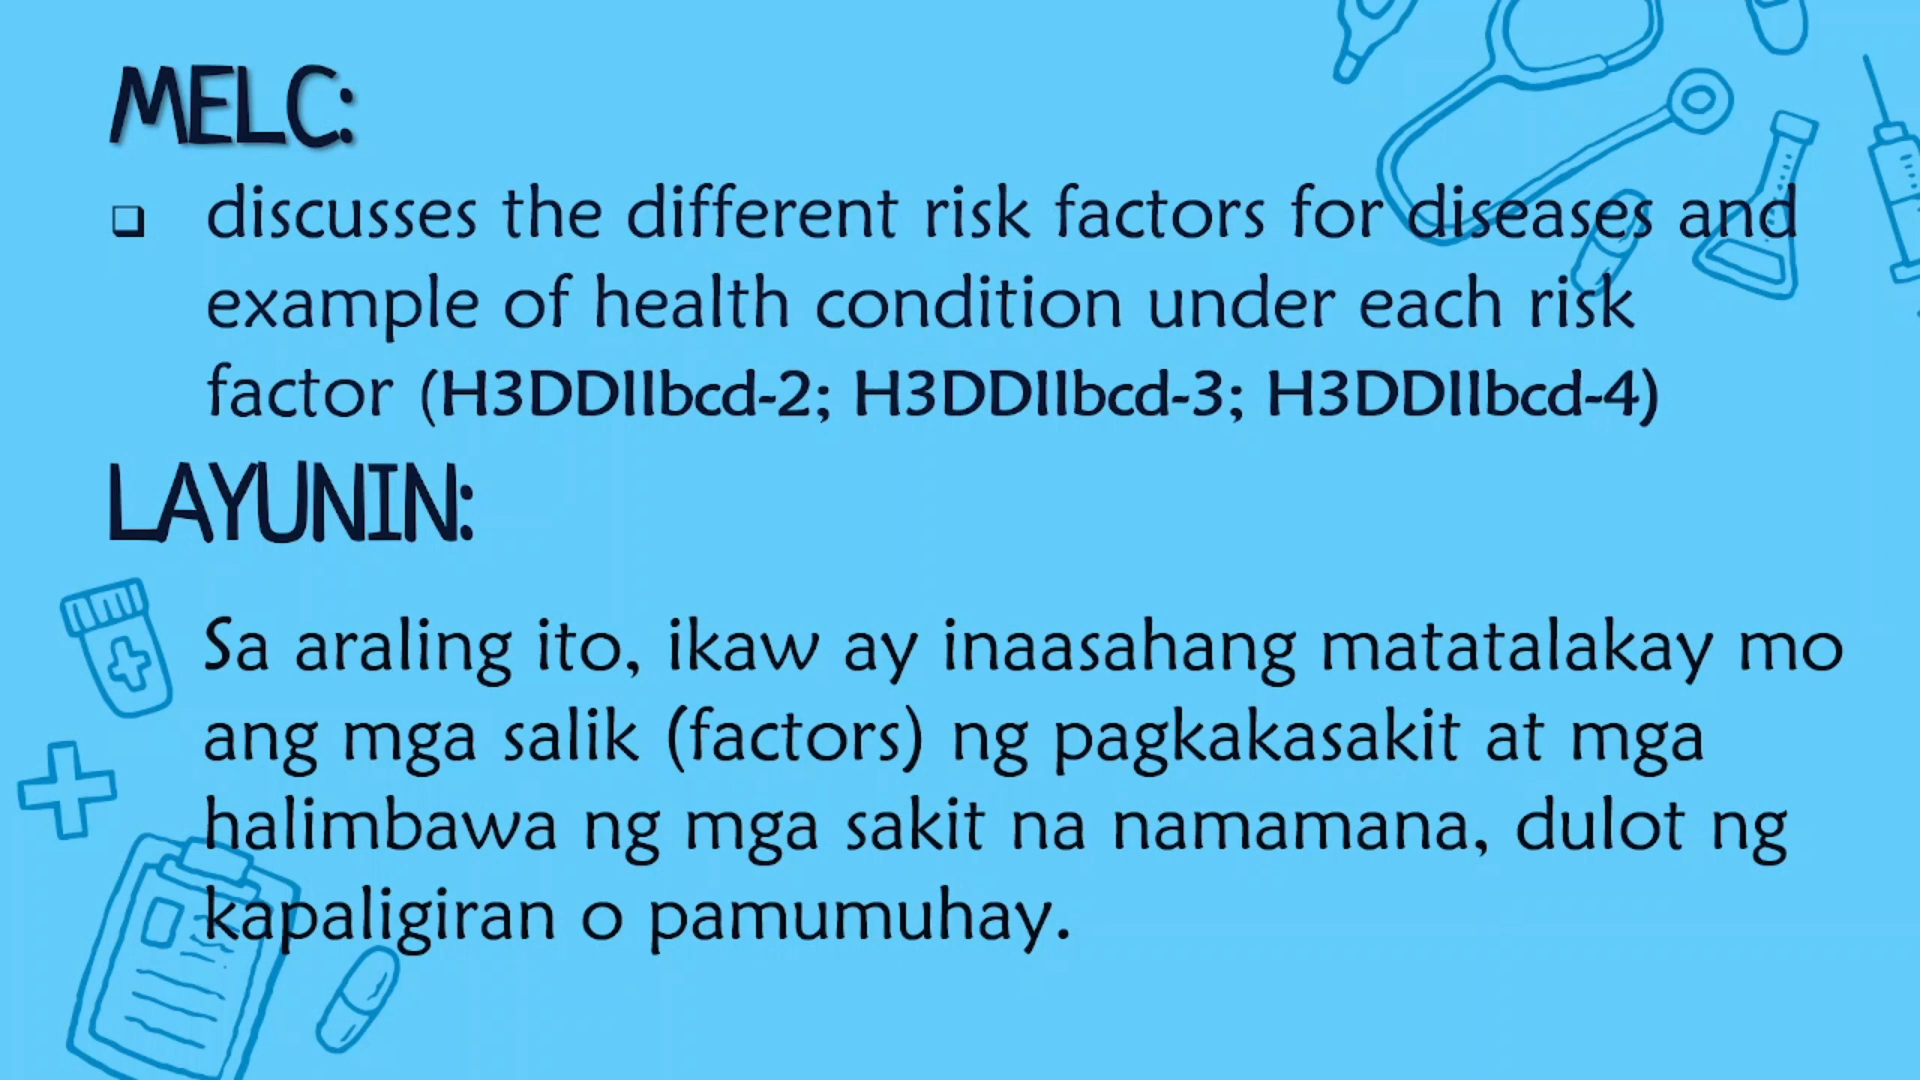 MELC:
❑ discusses the different risk factors for diseases and
example of health condition under each risk
factor (H3DDIIbcd-2; H3DDIIbcd-3; H3DDIIbcd-4)
LAYUNIN:
Sa araling ito, ikaw ay inaasahang matatalakay mo
ang mga salik (factors) ng pagkakasakit at mga
halimbawa ng mga sakit na namamana, dulot ng
kapaligiran o pamumuhay.